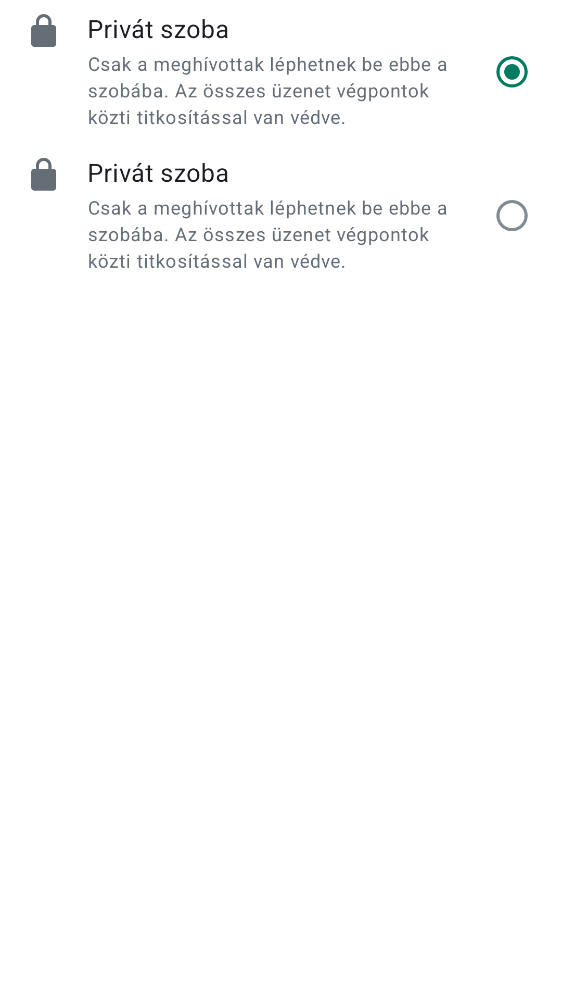 Privát szoba
Csak a meghívottak léphetnek be ebbe a
szobába. Az összes üzenet végpontok
közti titkosítással van védve.
Privát szoba
Csak a meghívottak léphetnek be ebbe a
szobába. Az összes üzenet végpontok
közti titkosítással van védve.